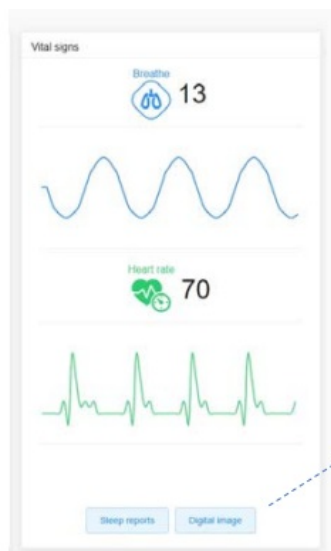 Vital signs
Breathe
13
Heart rate
70
Sleep reports
Digital image